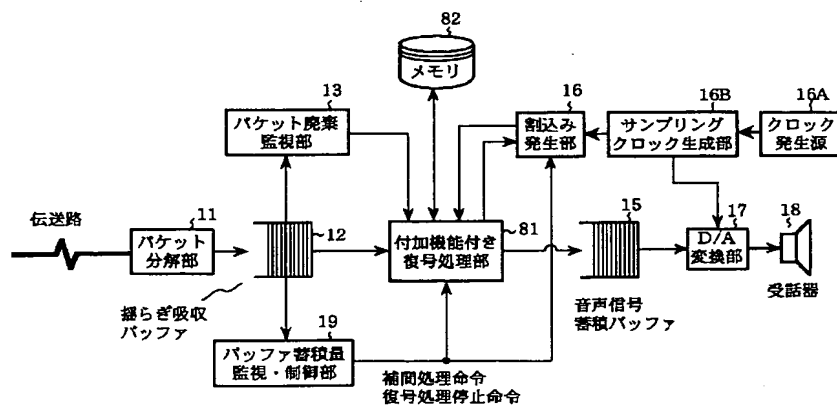 82
メモリ
13
パケット廃棄
監視部
16
割込み
発生部
16B
サンプリング
クロック生成部
16A
クロック
発生源
伝送路
11
パケット
分解部
12
付加機能付き
復号処理部
81
15
17
D/A
変換部
18
受話器
揺らぎ吸収
バッファ
音声信号
蓄積バッファ
19
バッファ蓄積量
監視・制御部
補間処理命令
復号処理停止命令